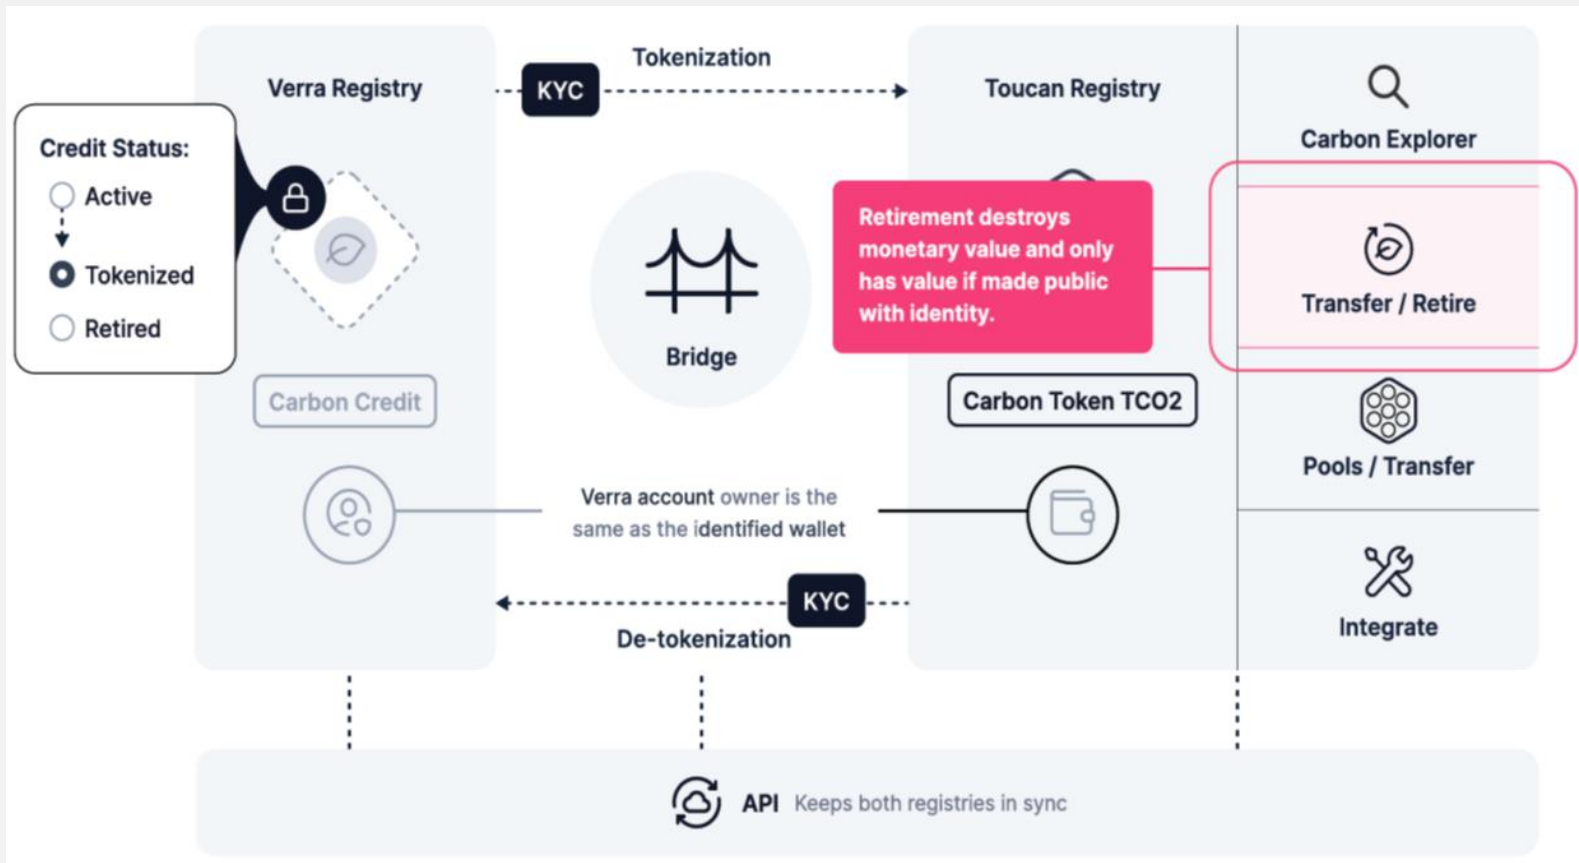 Verra Registry
KYC
Tokenization
Toucan Registry
Carbon Explorer
Credit Status:
Active
Tokenized
Retired
Retirement destroys
monetary value and only
has value if made public
with identity.
Transfer / Retire
Bridge
Carbon Credit
Carbon Token TCO2
Pools / Transfer
Verra account owner is the
same as the identified wallet
KYC
De-tokenization
Integrate
API Keeps both registries in sync